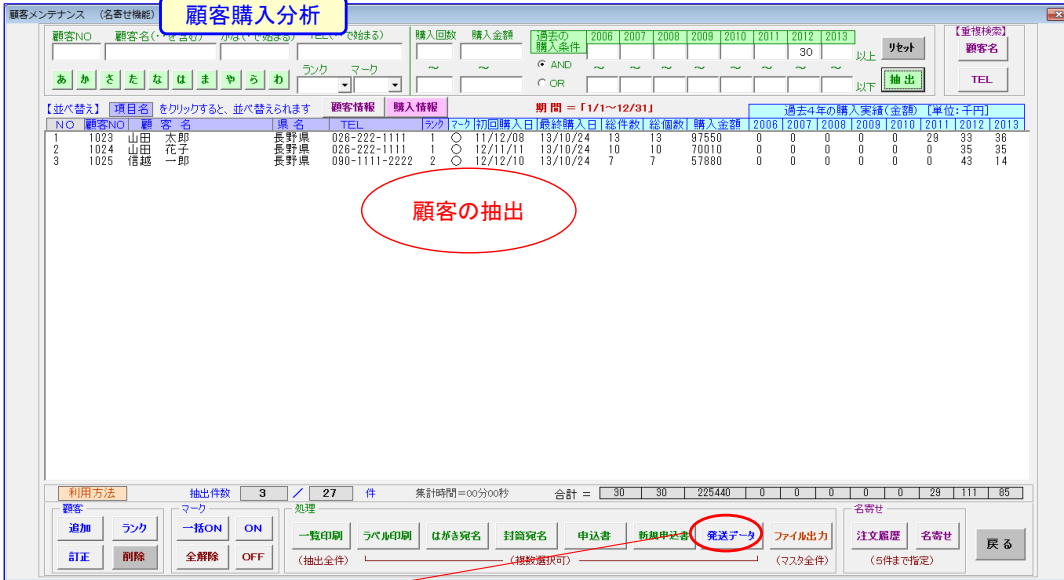 顧客メンテナンス （名寄せ機能）
顧客購入分析
顧客NO 購入回数 購入金額 過去の購入条件 2006 2007 2008 2009 2010 2011 2012 2013 【重複検索】
30 以上 リセット 顧客名
ランク マーク ～ ～ ⦿ AND ～ ～ ～ ～ ～ ～ ～ ～
あ か さ た な は ま や ら わ ○ OR 以下 抽出 TEL
【並べ替え】 項目名 をクリックすると、並べ替えられます 顧客情報 購入情報 期間 =「1/1～12/31」 過去4年の購入実績（金額）［単位：千円］
NO 顧客NO 顧 客 名 県 名 TEL ランク マーク 初回購入日 最終購入日 総件数 総個数 購入金額 2006 2007 2008 2009 2010 2011 2012 2013
1 1023 山田 太郎 長野県 026-222-1111 1 ○ 11/12/08 13/10/24 13 13 97550 0 0 0 0 0 29 33 36
2 1024 山田 花子 長野県 026-222-1111 1 ○ 12/11/11 13/10/24 10 10 70010 0 0 0 0 0 0 35 35
3 1025 信越 一郎 長野県 090-1111-2222 2 ○ 12/12/10 13/10/24 7 7 57880 0 0 0 0 0 0 43 14
顧客の抽出
利用方法 抽出件数 3 ／ 27 件 集計時間=00分00秒 合計 = 30 30 225440 0 0 0 0 0 29 111 85
顧客 マーク 処理 名寄せ
追加 ランク 一括ON ON 一覧印刷 ラベル印刷 はがき宛名 封筒宛名 申込書 新規申込書 発送データ ファイル出力 注文履歴 名寄せ 戻る
訂正 削除 全解除 OFF （抽出全件） （複数選択可） （マスタ全件） （5件まで指定）